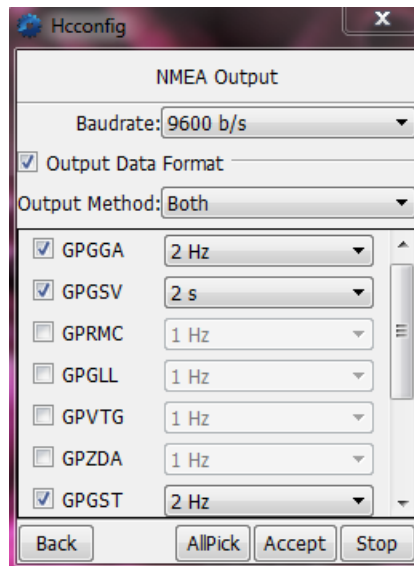 Hcconfig
NMEA Output
Baudrate: 9600 b/s
Output Data Format
Output Method: Both
GPGGA 2 Hz
GPGSV 2 s
GPRMC 1 Hz
GPGLL 1 Hz
GPVTG 1 Hz
GPZDA 1 Hz
GPGST 2 Hz
Back AllPick Accept Stop